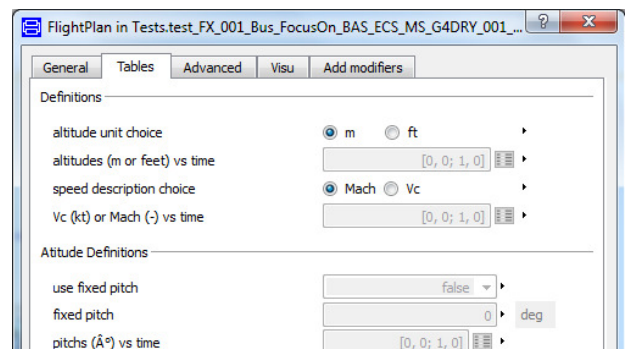 FlightPlan in Tests.test_FX_001_Bus_FocusOn_BAS_ECS_MS_G4DRY_001_... ? X
General Tables Advanced Visu Add modifiers
Definitions
altitude unit choice m ft
altitudes (m or feet) vs time [0, 0; 1, 0]
speed description choice Mach Vc
Vc (kt) or Mach (-) vs time [0, 0; 1, 0]
Atitude Definitions
use fixed pitch false
fixed pitch 0 deg
pitchs (Âº) vs time [0, 0; 1, 0]